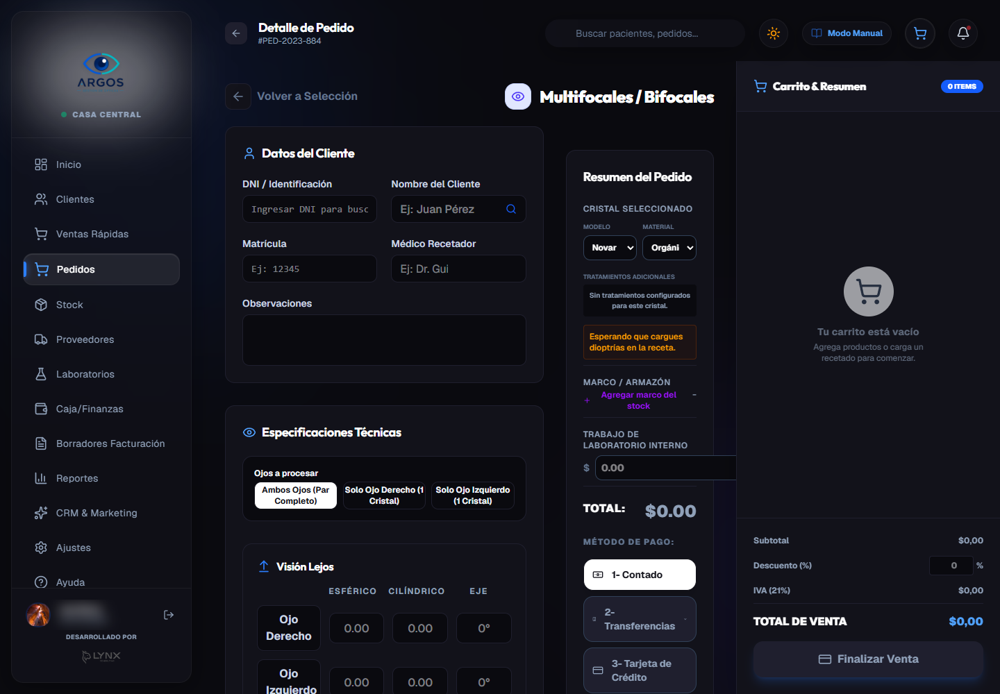 ARGOS
CASA CENTRAL
Inicio
Clientes
Ventas Rápidas
Pedidos
Stock
Proveedores
Laboratorios
Caja/Finanzas
Borradores Facturación
Reportes
CRM & Marketing
Ajustes
Ayuda
DESARROLLADO POR
LYNX
Detalle de Pedido
#PED-2023-884
Buscar pacientes, pedidos...
Modo Manual
Volver a Selección
Multifocales / Bifocales
Datos del Cliente
DNI / Identificación
Nombre del Cliente
Ingresar DNI para busc
Ej: Juan Pérez
Matrícula
Médico Recetador
Ej: 12345
Ej: Dr. Gui
Observaciones
Especificaciones Técnicas
Ojos a procesar
Ambos Ojos (Par
Completo)
Solo Ojo Derecho (1
Cristal)
Solo Ojo Izquierdo
(1 Cristal)
Visión Lejos
ESFÉRICO CILÍNDRICO EJE
Ojo
Derecho
0.00 0.00 0°
Ojo
Izquierdo
0.00 0.00 0°
Resumen del Pedido
CRISTAL SELECCIONADO
MODELO MATERIAL
Novar Orgáni
TRATAMIENTOS ADICIONALES
Sin tratamientos configurados
para este cristal.
Esperando que cargues
dioptrías en la receta.
MARCO / ARMAZÓN
+ Agregar marco del
stock
-
TRABAJO DE
LABORATORIO INTERNO
$ 0.00
TOTAL: $0.00
MÉTODO DE PAGO:
1- Contado
2-
Transferencias
3- Tarjeta de
Crédito
Carrito & Resumen
0 ITEMS
Tu carrito está vacío
Agrega productos o carga un
recetado para comenzar.
Subtotal $0,00
Descuento (%) 0 %
IVA (21%) $0,00
TOTAL DE VENTA $0,00
Finalizar Venta